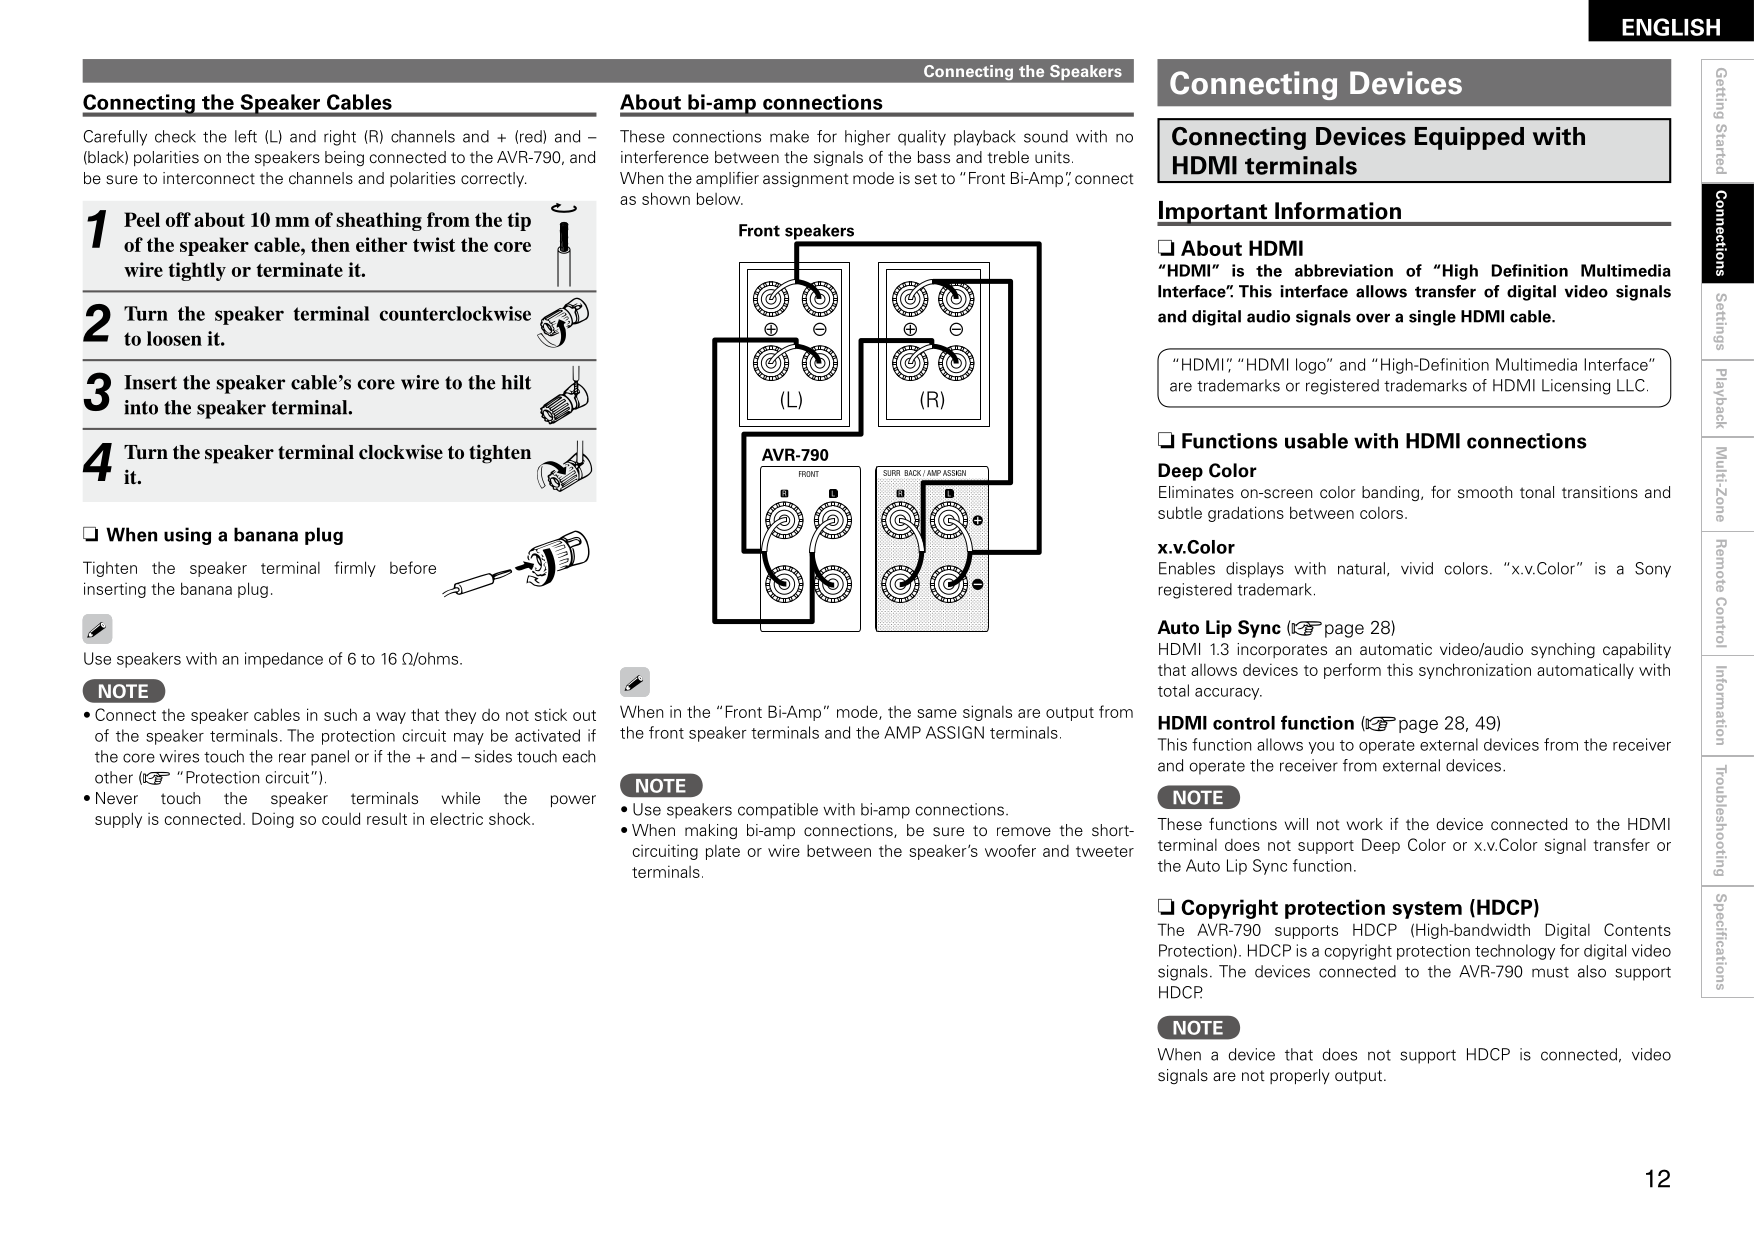 ENGLISH
Connecting the Speakers
Connecting the Speaker Cables
Carefully check the left (L) and right (R) channels and + (red) and –
(black) polarities on the speakers being connected to the AVR-790, and
be sure to interconnect the channels and polarities correctly.
1 Peel off about 10 mm of sheathing from the tip
of the speaker cable, then either twist the core
wire tightly or terminate it.
2 Turn the speaker terminal counterclockwise
to loosen it.
3 Insert the speaker cable's core wire to the hilt
into the speaker terminal.
4 Turn the speaker terminal clockwise to tighten
it.
❏ When using a banana plug
Tighten the speaker terminal firmly before
inserting the banana plug.
Use speakers with an impedance of 6 to 16 Ω/ohms.
NOTE
• Connect the speaker cables in such a way that they do not stick out
of the speaker terminals. The protection circuit may be activated if
the core wires touch the rear panel or if the + and – sides touch each
other (☞ “Protection circuit”).
• Never touch the speaker terminals while the power
supply is connected. Doing so could result in electric shock.
About bi-amp connections
These connections make for higher quality playback sound with no
interference between the signals of the bass and treble units.
When the amplifier assignment mode is set to “Front Bi-Amp”, connect
as shown below.
Front speakers
+ – + –
(L) (R)
AVR-790
FRONT SURR BACK / AMP ASSIGN
R L R L
+
–
When in the “Front Bi-Amp” mode, the same signals are output from
the front speaker terminals and the AMP ASSIGN terminals.
NOTE
• Use speakers compatible with bi-amp connections.
• When making bi-amp connections, be sure to remove the short-
circuiting plate or wire between the speaker's woofer and tweeter
terminals.
Connecting Devices
Connecting Devices Equipped with
HDMI terminals
Important Information
❏ About HDMI
“HDMI” is the abbreviation of “High Definition Multimedia
Interface”. This interface allows transfer of digital video signals
and digital audio signals over a single HDMI cable.
“HDMI”, “HDMI logo” and “High-Definition Multimedia Interface”
are trademarks or registered trademarks of HDMI Licensing LLC.
❏ Functions usable with HDMI connections
Deep Color
Eliminates on-screen color banding, for smooth tonal transitions and
subtle gradations between colors.
x.v.Color
Enables displays with natural, vivid colors. “x.v.Color” is a Sony
registered trademark.
Auto Lip Sync (☞ page 28)
HDMI 1.3 incorporates an automatic video/audio synching capability
that allows devices to perform this synchronization automatically with
total accuracy.
HDMI control function (☞ page 28, 49)
This function allows you to operate external devices from the receiver
and operate the receiver from external devices.
NOTE
These functions will not work if the device connected to the HDMI
terminal does not support Deep Color or x.v.Color signal transfer or
the Auto Lip Sync function.
❏ Copyright protection system (HDCP)
The AVR-790 supports HDCP (High-bandwidth Digital Contents
Protection). HDCP is a copyright protection technology for digital video
signals. The devices connected to the AVR-790 must also support
HDCP.
NOTE
When a device that does not support HDCP is connected, video
signals are not properly output.
Getting Started
Connections
Settings
Playback
Multi-Zone
Remote Control
Information
Troubleshooting
Specifications
12